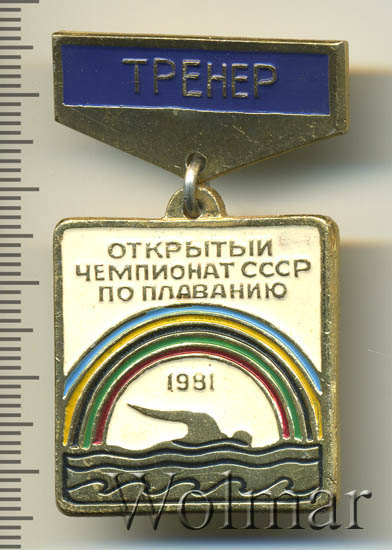 ТРЕНЕР
ОТКРЫТЫЙ
ЧЕМПИОНАТ СССР
ПО ПЛАВАНИЮ
1981
Wolmar